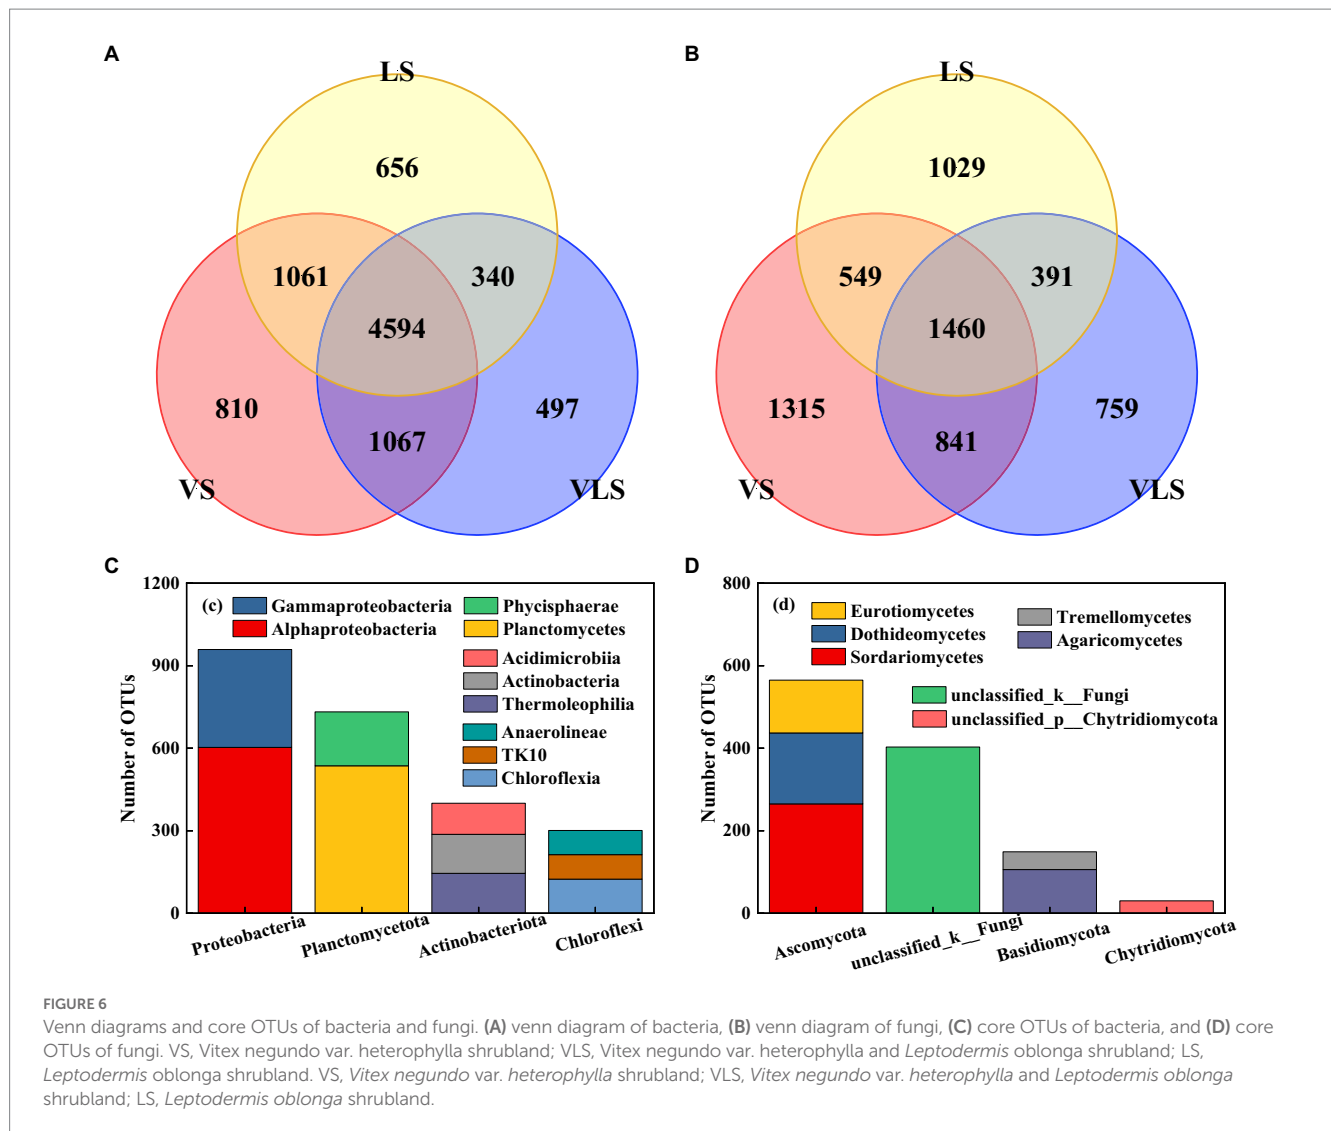 A
LS
656
1061
340
4594
810
497
1067
VS
VLS
B
LS
1029
549
391
1460
1315
759
841
VS
VLS
C
1200
900
600
300
0
Number of OTUs
(c)
Gammaproteobacteria
Alphaproteobacteria
Phycisphaerae
Planctomycetes
Acidimicrobiia
Actinobacteria
Thermoleophilia
Anaerolineae
TK10
Chloroflexia
Proteobacteria
Planctomycetota
Actinobacteriota
Chloroflexi
D
800
600
400
200
0
Number of OTUs
(d)
Eurotiomycetes
Dothideomycetes
Sordariomycetes
Tremellomycetes
Agaricomycetes
unclassified_k__Fungi
unclassified_p__Chytridiomycota
Ascomycota
unclassified_k__Fungi
Basidiomycota
Chytridiomycota
FIGURE 6
Venn diagrams and core OTUs of bacteria and fungi. (A) venn diagram of bacteria, (B) venn diagram of fungi, (C) core OTUs of bacteria, and (D) core
OTUs of fungi. VS, Vitex negundo var. heterophylla shrubland; VLS, Vitex negundo var. heterophylla and Leptodermis oblonga shrubland; LS,
Leptodermis oblonga shrubland. VS, Vitex negundo var. heterophylla shrubland; VLS, Vitex negundo var. heterophylla and Leptodermis oblonga
shrubland; LS, Leptodermis oblonga shrubland.